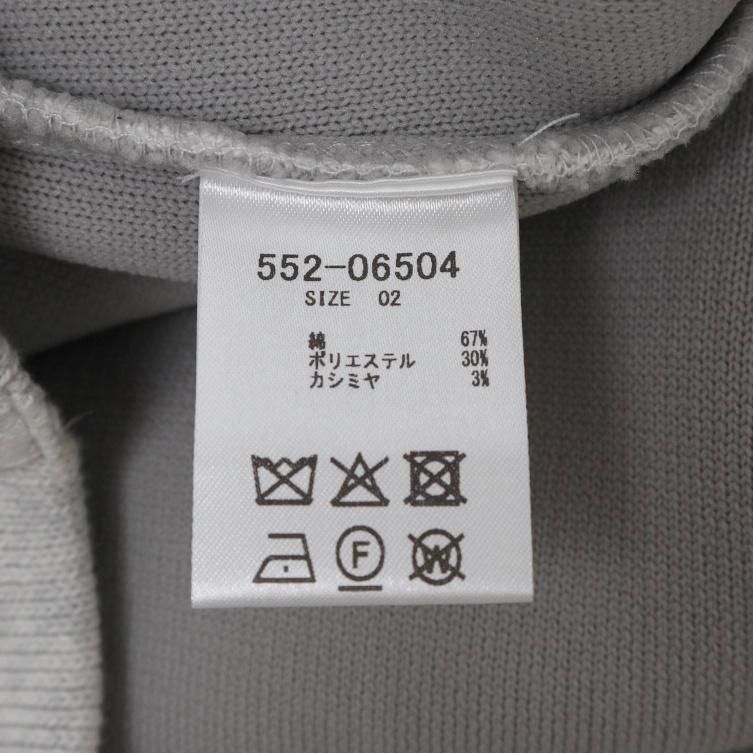 552-06504
SIZE 02
綿 67%
ポリエステル 30%
カシミヤ 3%
F
W